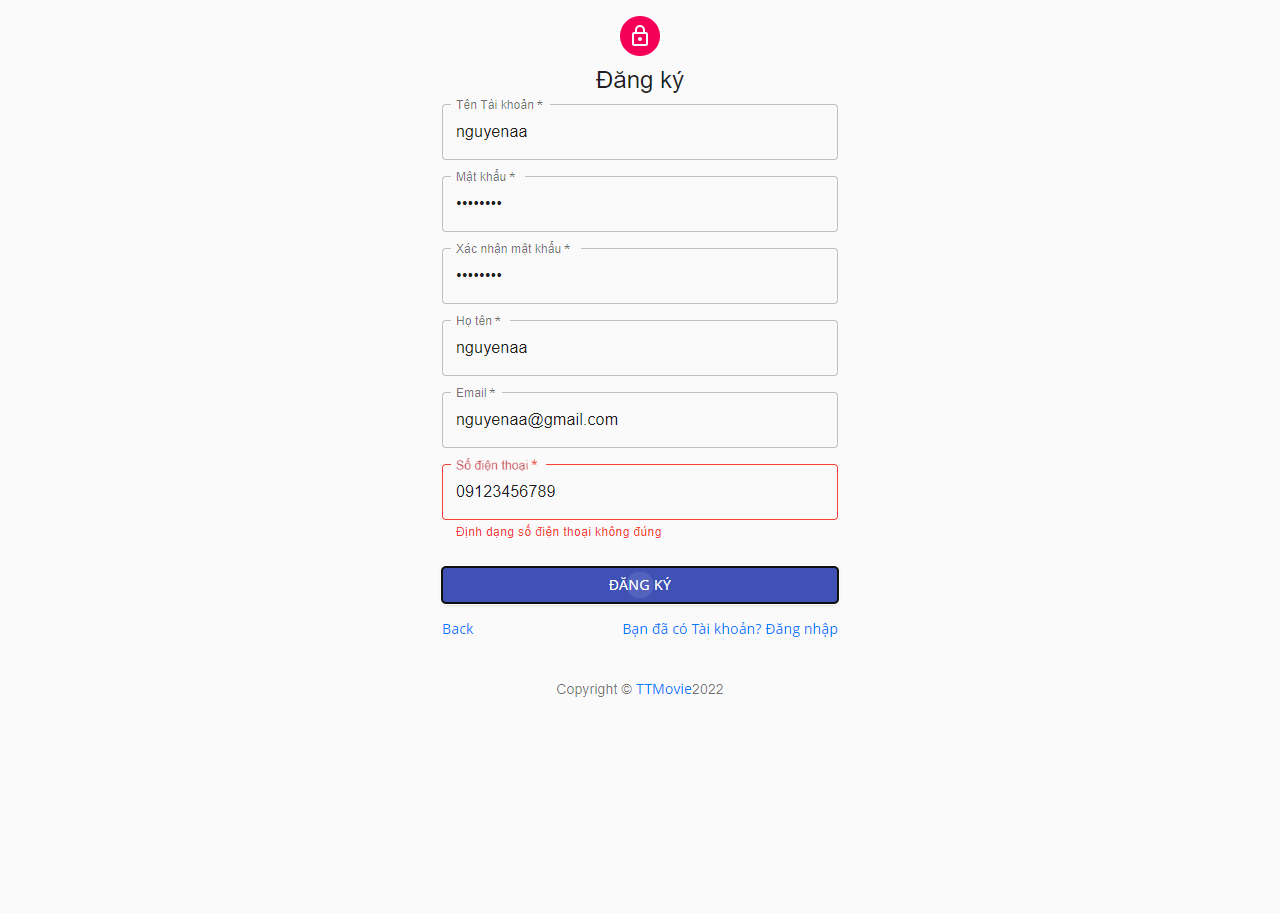 Đăng ký
Tên Tài khoản *
nguyenaa
Mật khẩu *
••••••••
Xác nhận mật khẩu *
••••••••
Họ tên *
nguyenaa
Email *
nguyenaa@gmail.com
Số điện thoại *
09123456789
Định dạng số điện thoại không đúng
ĐĂNG KÝ
Back Bạn đã có Tài khoản? Đăng nhập
Copyright © TTMovie2022